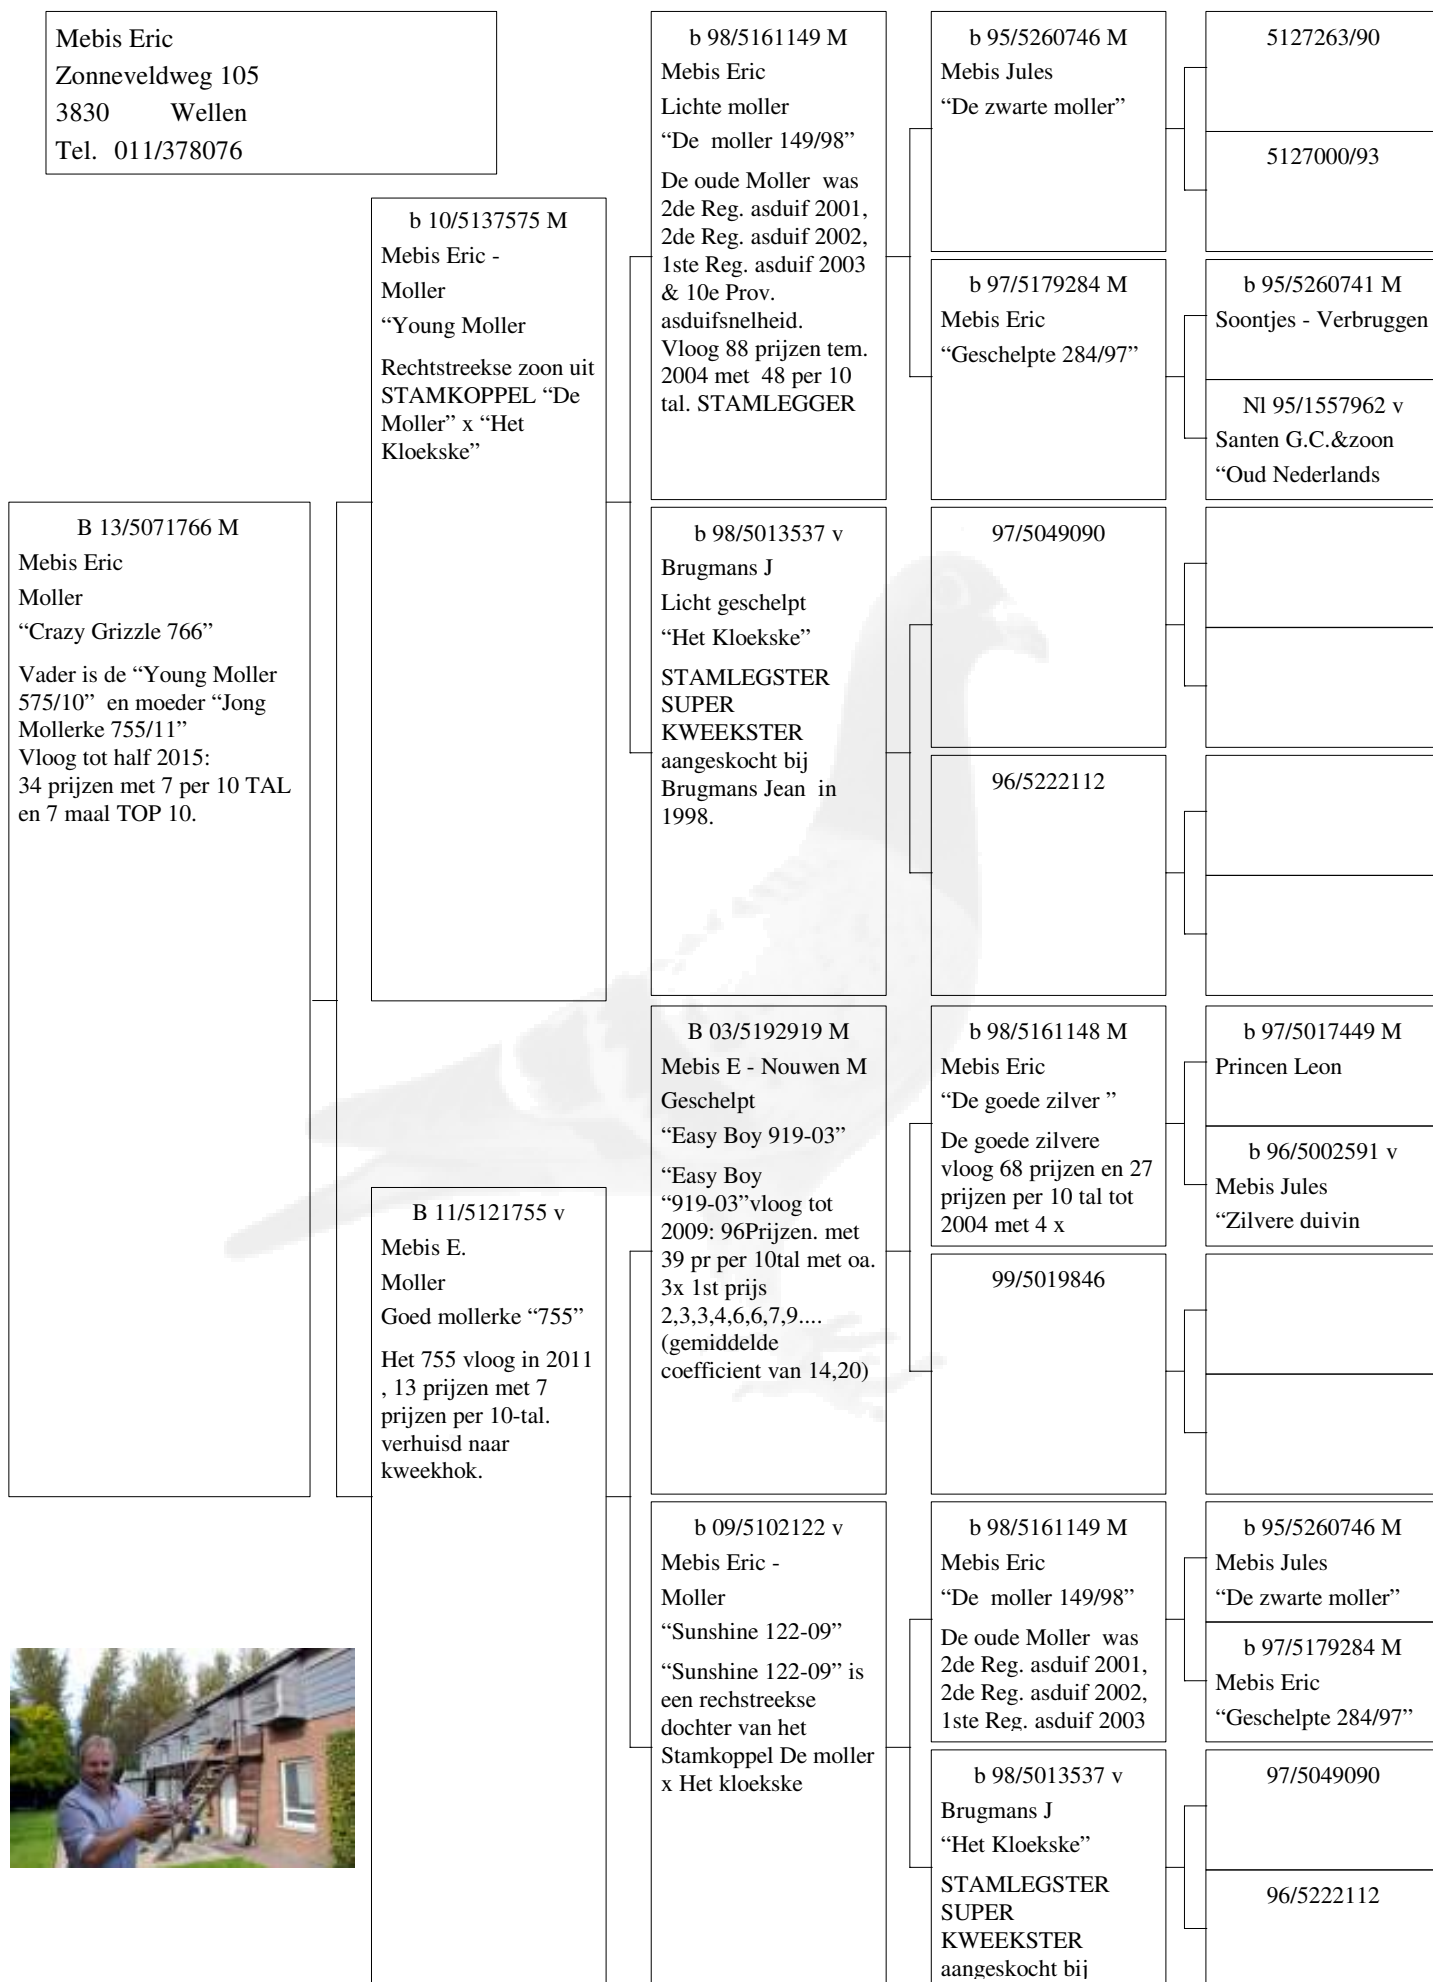 Mebis Eric
Zonneveldweg 105
3830 Wellen
Tel. 011/378076
B 13/5071766 M
Mebis Eric
Moller
“Crazy Grizzle 766”
Vader is de “Young Moller
575/10” en moeder “Jong
Mollerke 755/11”
Vloog tot half 2015:
34 prijzen met 7 per 10 TAL
en 7 maal TOP 10.
b 10/5137575 M
Mebis Eric -
Moller
“Young Moller
Rechtstreekse zoon uit
STAMKOPPEL “De
Moller” x “Het
Kloekske”
B 11/5121755 v
Mebis E.
Moller
Goed mollerke “755”
Het 755 vloog in 2011
, 13 prijzen met 7
prijzen per 10-tal.
verhuisd naar
kweekhok.
b 98/5161149 M
Mebis Eric
Lichte moller
“De moller 149/98”
De oude Moller was
2de Reg. asduif 2001,
2de Reg. asduif 2002,
1ste Reg. asduif 2003
& 10e Prov.
asduifsnelheid.
Vloog 88 prijzen tem.
2004 met 48 per 10
tal. STAMLEGGER
b 98/5013537 v
Brugmans J
Licht geschelpt
“Het Kloekske”
STAMLEGSTER
SUPER
KWEEKSTER
aangeskocht bij
Brugmans Jean in
1998.
B 03/5192919 M
Mebis E - Nouwen M
Geschelpt
“Easy Boy 919-03”
“Easy Boy
“919-03”vloog tot
2009: 96Prijzen. met
39 pr per 10tal met oa.
3x 1st prijs
2,3,3,4,6,6,7,9....
(gemiddelde
coefficient van 14,20)
b 09/5102122 v
Mebis Eric -
Moller
“Sunshine 122-09”
“Sunshine 122-09” is
een rechstreekse
dochter van het
Stamkoppel De moller
x Het kloekske
b 95/5260746 M
Mebis Jules
“De zwarte moller”
b 97/5179284 M
Mebis Eric
“Geschelpte 284/97”
97/5049090
96/5222112
b 98/5161148 M
Mebis Eric
“De goede zilver ”
De goede zilvere
vloog 68 prijzen en 27
prijzen per 10 tal tot
2004 met 4 x
99/5019846
b 98/5161149 M
Mebis Eric
“De moller 149/98”
De oude Moller was
2de Reg. asduif 2001,
2de Reg. asduif 2002,
1ste Reg. asduif 2003
b 98/5013537 v
Brugmans J
“Het Kloekske”
STAMLEGSTER
SUPER
KWEEKSTER
aangeskocht bij
5127263/90
5127000/93
b 95/5260741 M
Soontjes - Verbruggen
Nl 95/1557962 v
Santen G.C.&zoon
“Oud Nederlands
b 97/5017449 M
Princen Leon
b 96/5002591 v
Mebis Jules
“Zilvere duivin
b 95/5260746 M
Mebis Jules
“De zwarte moller”
b 97/5179284 M
Mebis Eric
“Geschelpte 284/97”
97/5049090
96/5222112